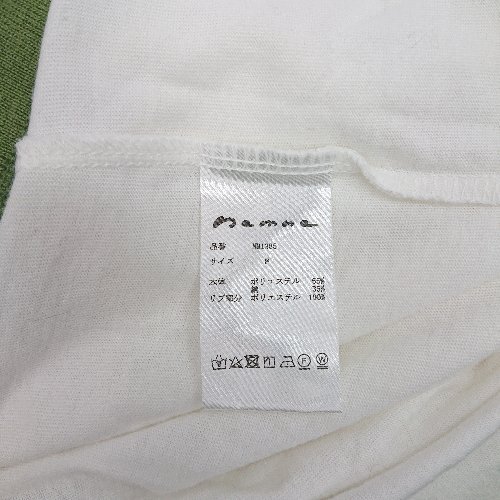 mamma
品番 MM1385
サイズ M
本体 ポリエステル 65%
綿 35%
リブ部分 ポリエステル 100%
F W